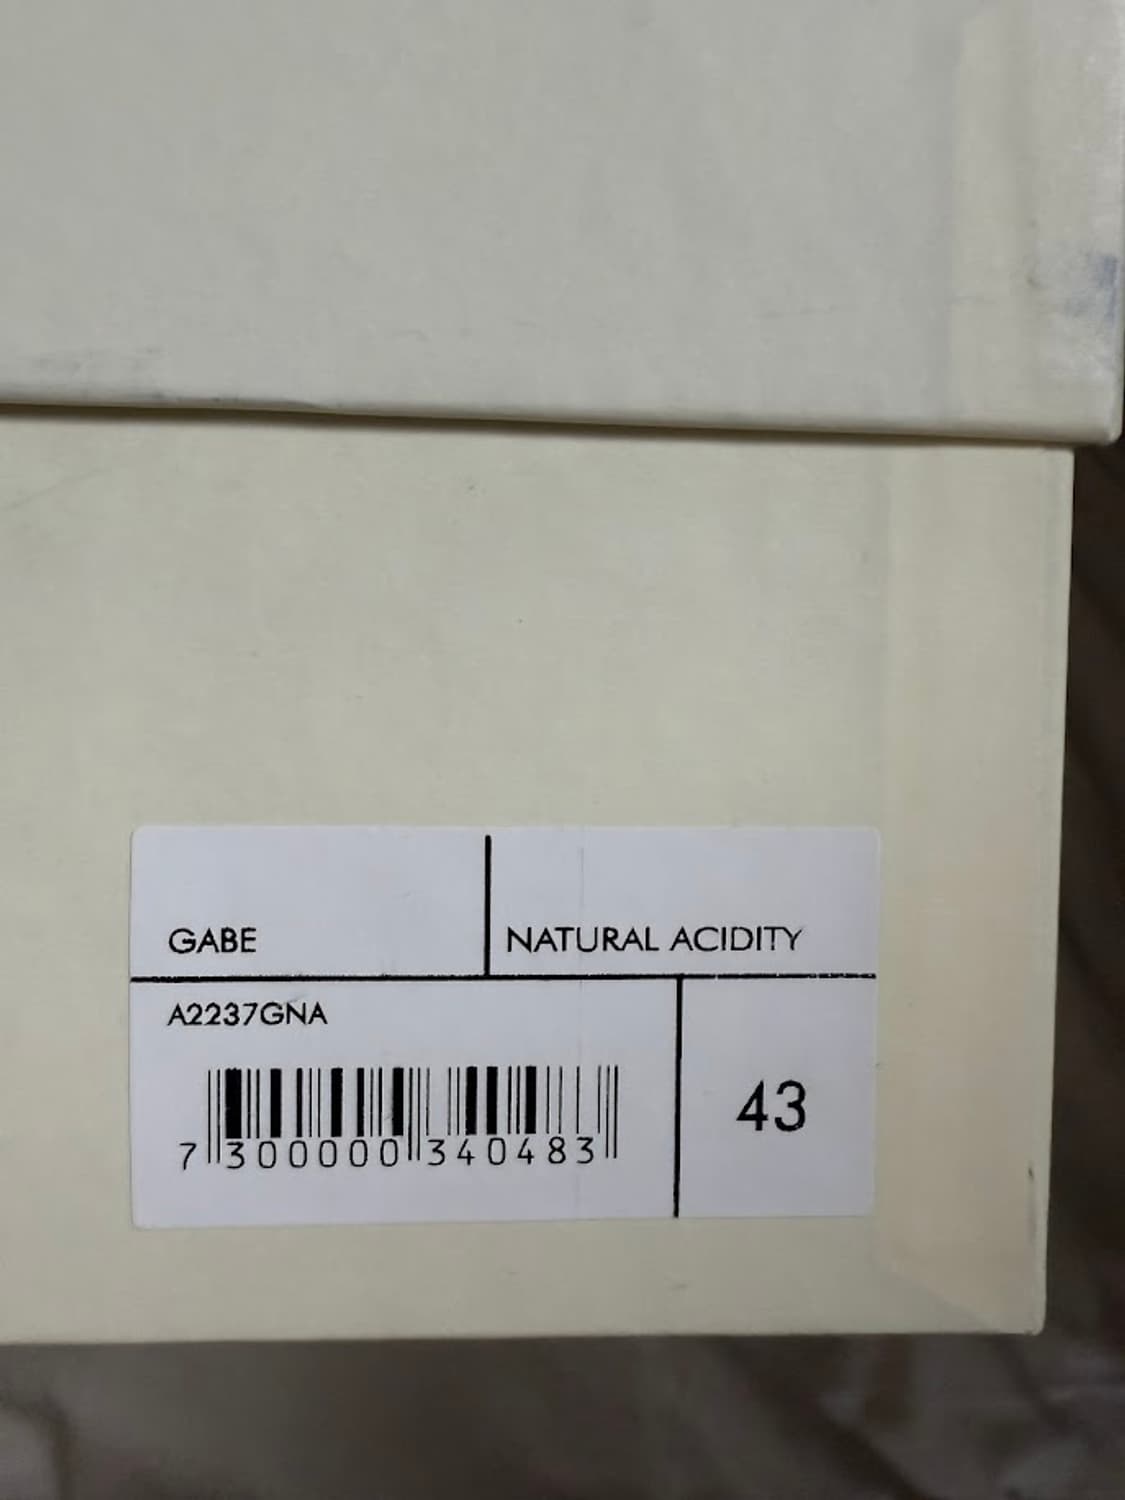 GABE
NATURAL ACIDITY
A2237GNA
43
7 300000 340483